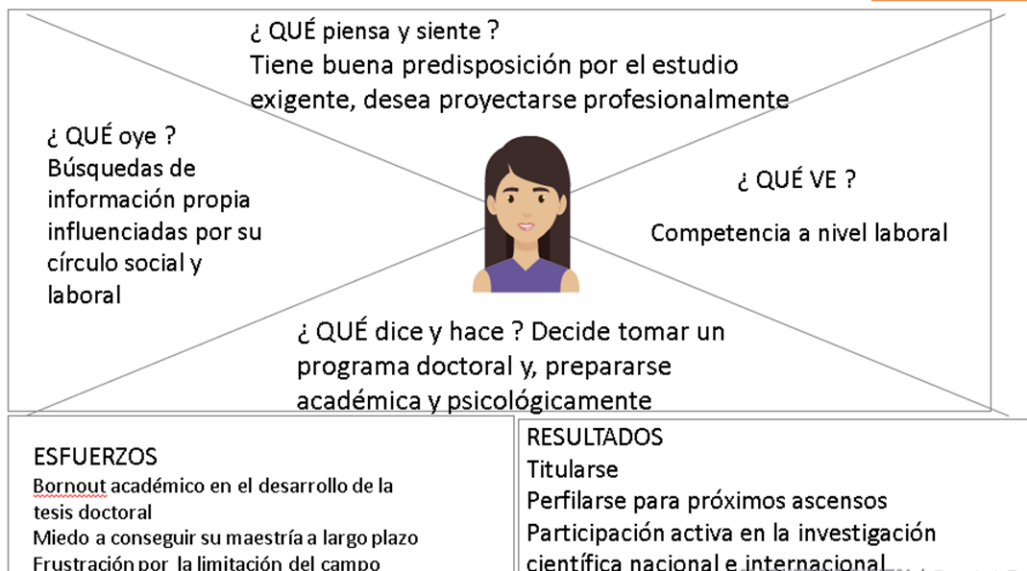 ¿ QUÉ piensa y siente ?
Tiene buena predisposición por el estudio
exigente, desea proyectarse profesionalmente
¿ QUÉ oye ?
Búsquedas de
información propia
influenciadas por su
círculo social y
laboral
¿ QUÉ VE ?
Competencia a nivel laboral
¿ QUÉ dice y hace ? Decide tomar un
programa doctoral y, prepararse
académica y psicológicamente
ESFUERZOS
Bornout académico en el desarrollo de la
tesis doctoral
Miedo a conseguir su maestría a largo plazo
Frustración por la limitación del campo
RESULTADOS
Titularse
Perfilarse para próximos ascensos
Participación activa en la investigación
científica nacional e internacional